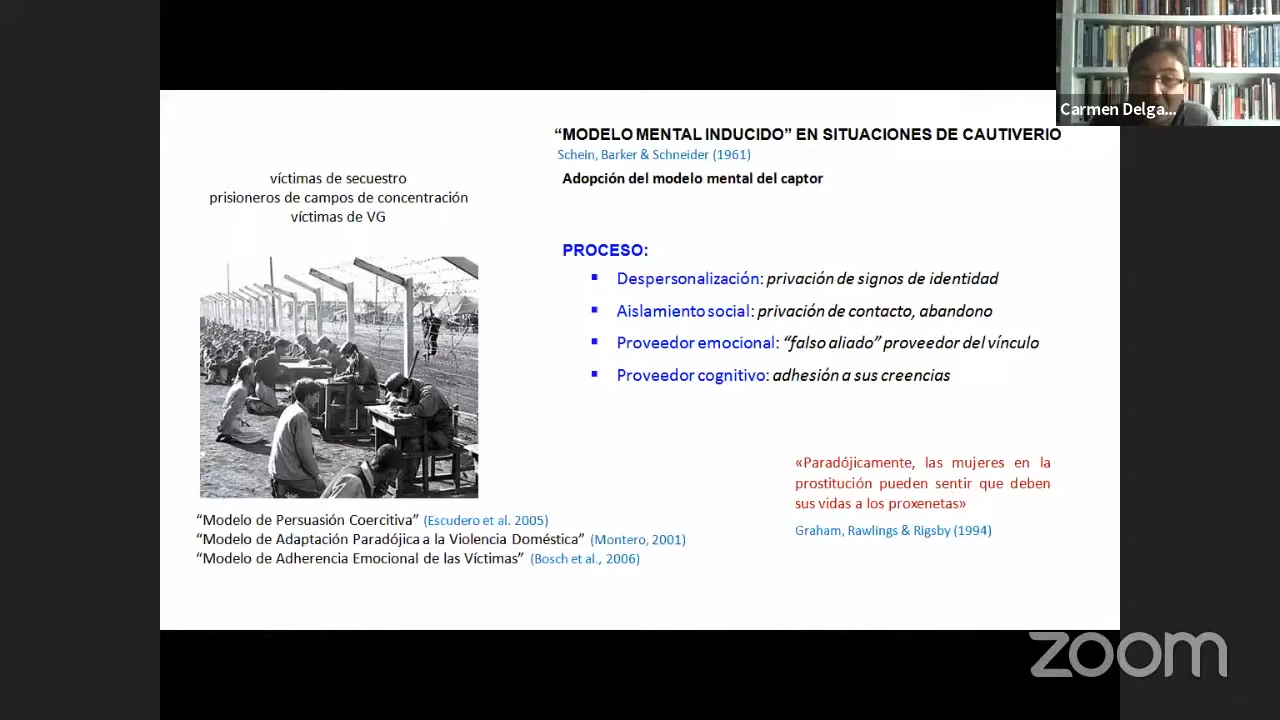 Carmen Delga...
“MODELO MENTAL INDUCIDO” EN SITUACIONES DE CAUTIVERIO
Schein, Barker & Schneider (1961)
Adopción del modelo mental del captor
víctimas de secuestro
prisioneros de campos de concentración
víctimas de VG
PROCESO:
▪ Despersonalización: privación de signos de identidad
▪ Aislamiento social: privación de contacto, abandono
▪ Proveedor emocional: “falso aliado” proveedor del vínculo
▪ Proveedor cognitivo: adhesión a sus creencias
«Paradójicamente, las mujeres en la
prostitución pueden sentir que deben
sus vidas a los proxenetas»
Graham, Rawlings & Rigsby (1994)
“Modelo de Persuasión Coercitiva” (Escudero et al. 2005)
“Modelo de Adaptación Paradójica a la Violencia Doméstica” (Montero, 2001)
“Modelo de Adherencia Emocional de las Víctimas” (Bosch et al., 2006)
zoom